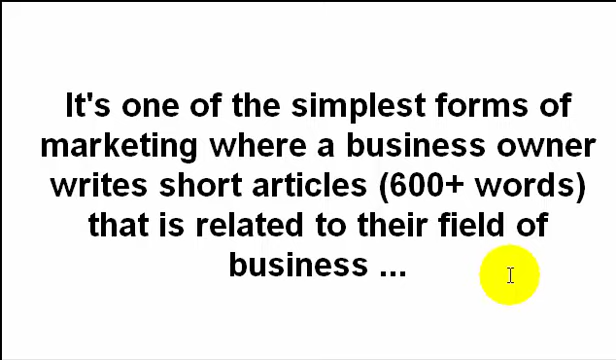 It's one of the simplest forms of
marketing where a business owner
writes short articles (600+ words)
that is related to their field of
business ...